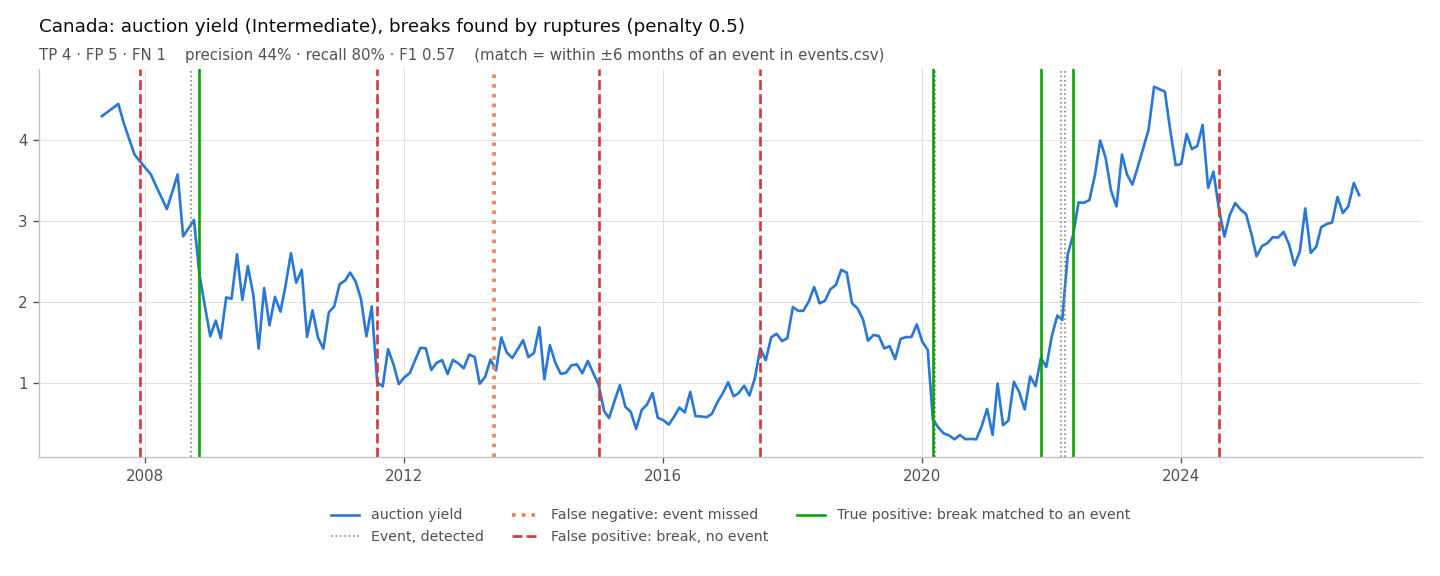 Canada: auction yield (Intermediate), breaks found by ruptures (penalty 0.5)
TP 4 · FP 5 · FN 1    precision 44% · recall 80% · F1 0.57    (match = within ±6 months of an event in events.csv)
4
3
2
1
2008 2012 2016 2020 2024
auction yield
Event, detected
False negative: event missed
False positive: break, no event
True positive: break matched to an event